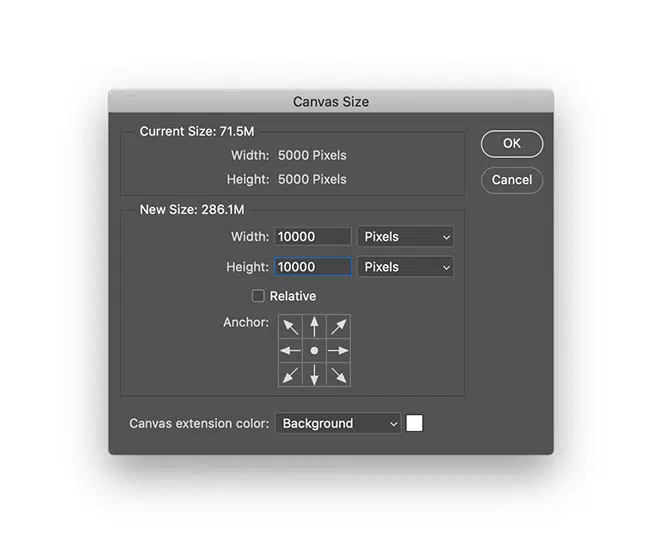 Canvas Size
Current Size: 71.5M
Width: 5000 Pixels
Height: 5000 Pixels
OK
Cancel
New Size: 286.1M
Width: 10000 Pixels
Height: 10000 Pixels
Relative
Anchor:
Canvas extension color: Background